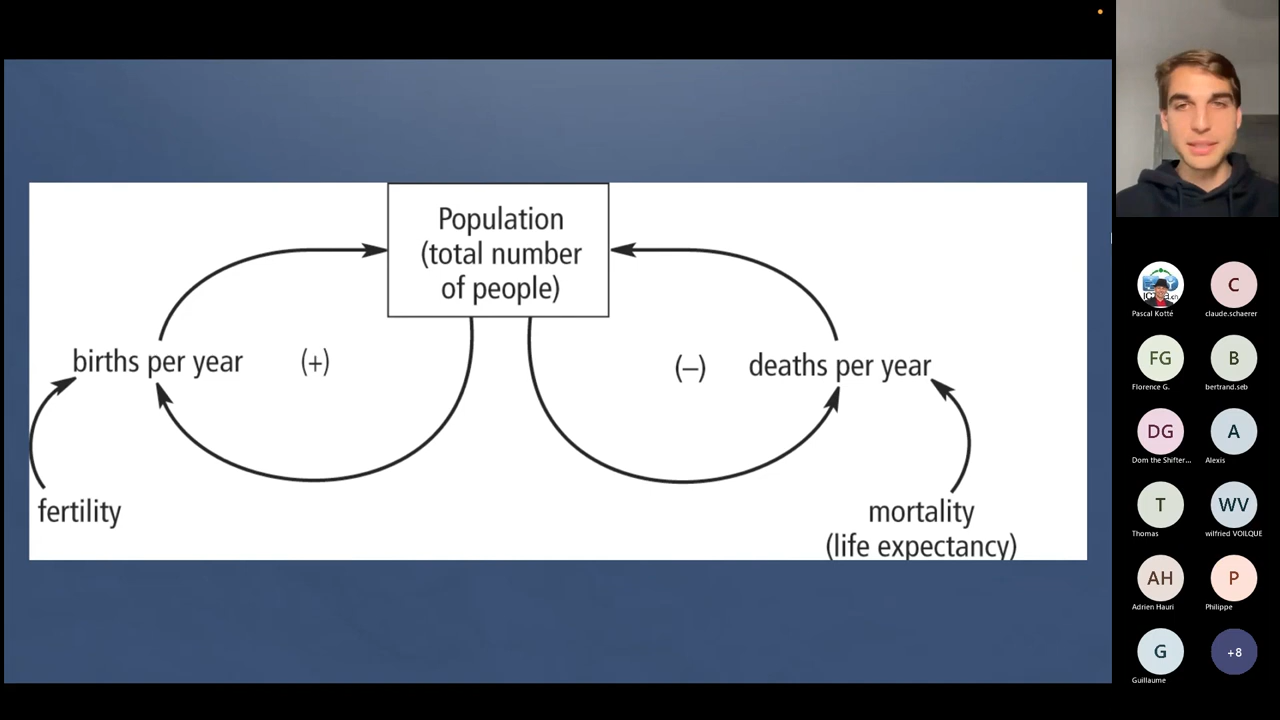 Population
(total number
of people)
births per year
(+)
(–)
deaths per year
fertility
mortality
(life expectancy)
Pascal Kotté
C
claude.schaerer
FG
Florence G.
B
bertrand.seb
DG
Dom the Shifter...
A
Alexis
T
Thomas
WV
wilfried VOILQUE
AH
Adrien Hauri
P
Philippe
G
Guillaume
+8